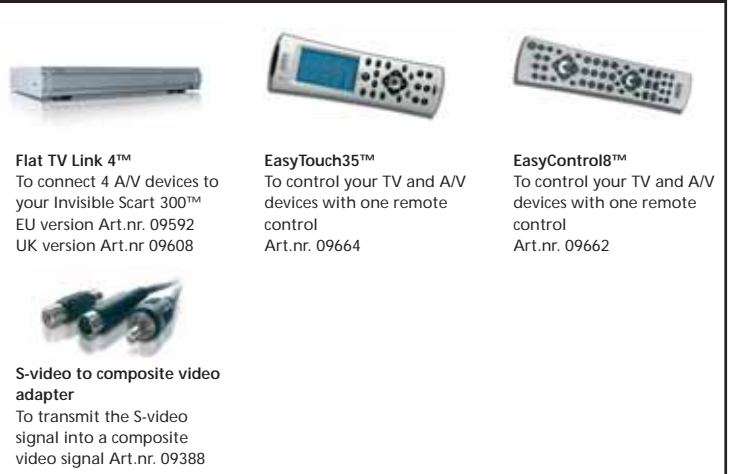 Flat TV Link 4™
To connect 4 A/V devices to
your Invisible Scart 300™
EU version Art.nr. 09592
UK version Art.nr 09608
EasyTouch35™
To control your TV and A/V
devices with one remote
control
Art.nr. 09664
EasyControl8™
To control your TV and A/V
devices with one remote
control
Art.nr. 09662
S-video to composite video
adapter
To transmit the S-video
signal into a composite
video signal Art.nr. 09388